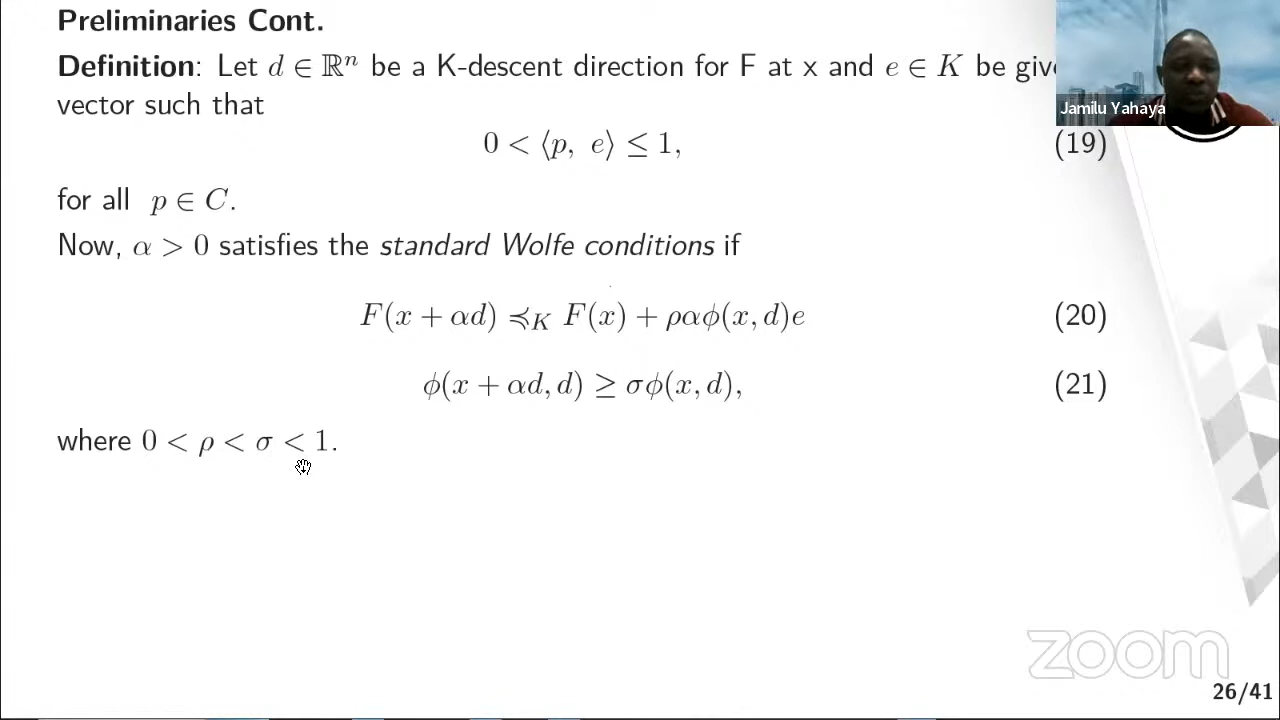 Preliminaries Cont.
Definition: Let d ∈ ℝⁿ be a K-descent direction for F at x and e ∈ K be
vector such that
0 < ⟨p, e⟩ ≤ 1, (19)
for all p ∈ C.
Now, α > 0 satisfies the standard Wolfe conditions if
F(x + αd) ≼_K F(x) + ραϕ(x, d)e (20)
ϕ(x + αd, d) ≥ σϕ(x, d), (21)
where 0 < ρ < σ < 1.
Jamilu Yahaya
zoom
26/41